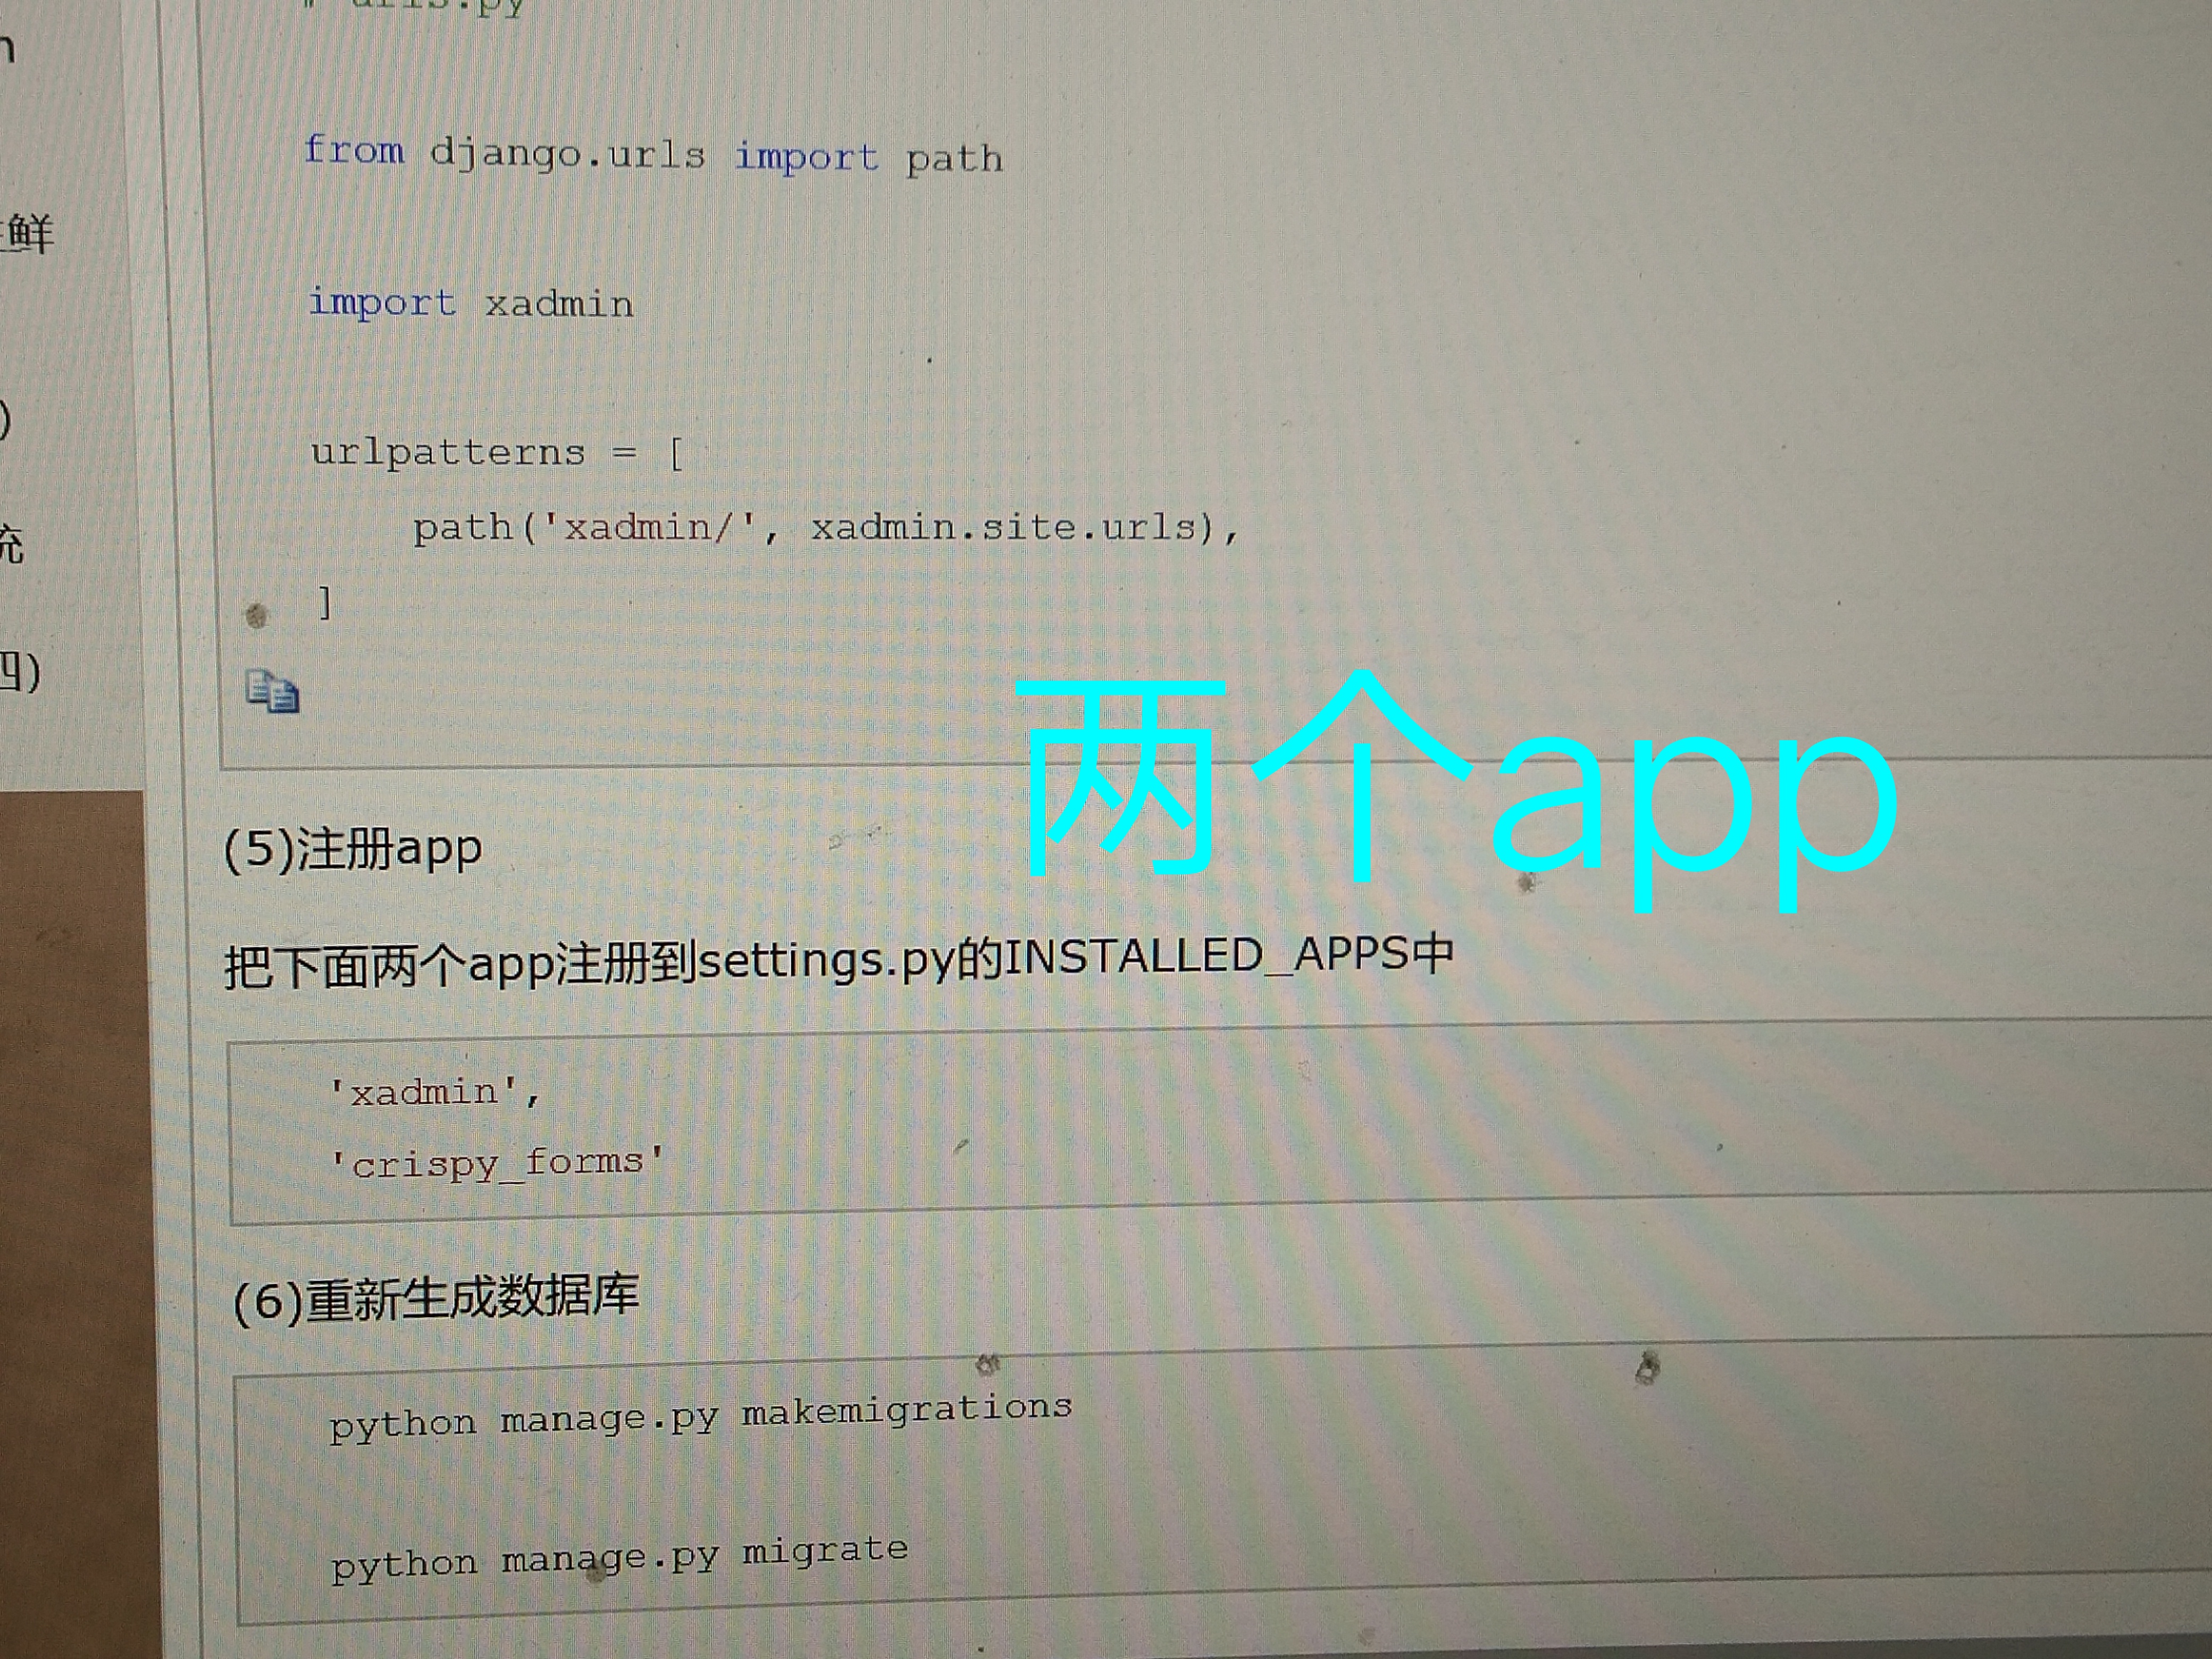 # urls.py
from django.urls import path
import xadmin
urlpatterns = [
    path('xadmin/', xadmin.site.urls),
]
两个app
(5)注册app
把下面两个app注册到settings.py的INSTALLED_APPS中
'xadmin',
'crispy_forms'
(6)重新生成数据库
python manage.py makemigrations
python manage.py migrate
鲜
)
充
四)